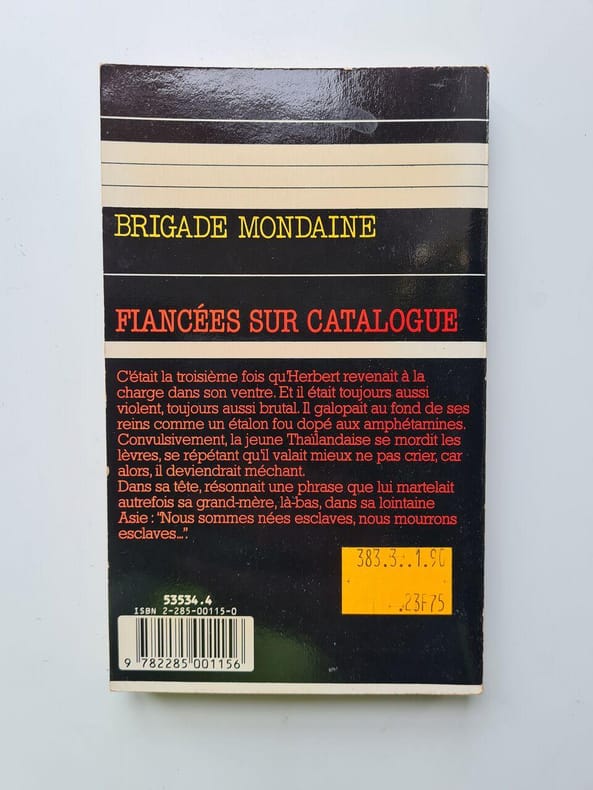 BRIGADE MONDAINE
FIANCÉES SUR CATALOGUE
C'était la troisième fois qu'Herbert revenait à la
charge dans son ventre. Et il était toujours aussi
violent, toujours aussi brutal. Il galopait au fond de ses
reins comme un étalon fou dopé aux amphétamines.
Convulsivement, la jeune Thaïlandaise se mordit les
lèvres, se répétant qu'il valait mieux ne pas crier, car
alors, il deviendrait méchant.
Dans sa tête, résonnait une phrase que lui martelait
autrefois sa grand-mère, là-bas, dans sa lointaine
Asie : "Nous sommes nées esclaves, nous mourrons
esclaves...".
383.3..1.90
.23F75
53534.4
ISBN 2-285-00115-0
9 782285 001156